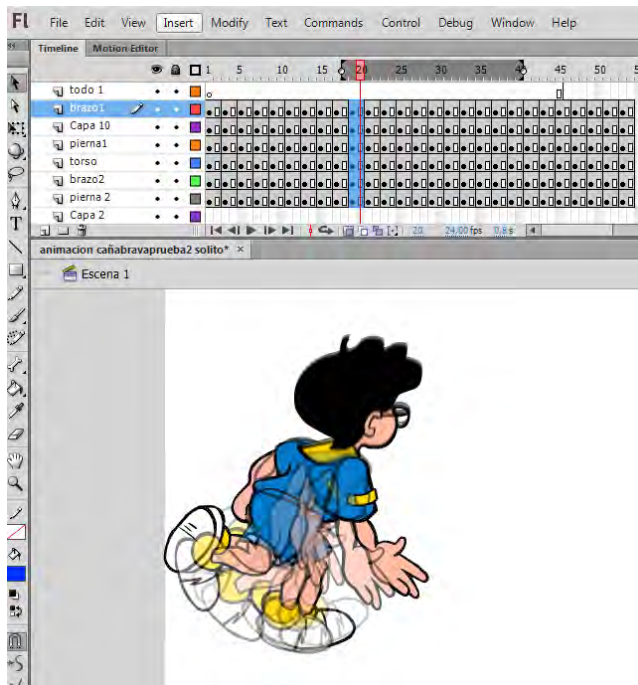 Fl File Edit View Insert Modify Text Commands Control Debug Window Help
Timeline Motion Editor
1 5 10 15 20 25 30 35 40 45 50
todo 1
brazo1
Capa 10
pierna1
torso
brazo2
pierna 2
Capa 2
20 24.00 fps 0.8 s
animacion cañabravaprueba2 solito* ×
Escena 1